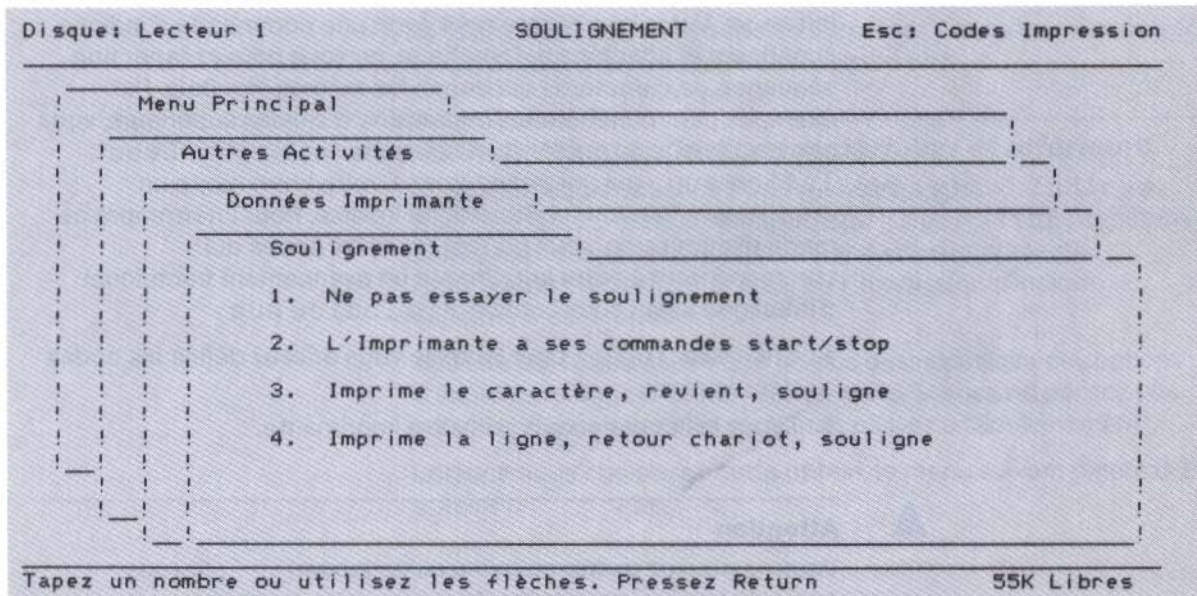 Disque: Lecteur 1 SOULIGNEMENT Esc: Codes Impression
Menu Principal
Autres Activités
Données Imprimante
Soulignement
1. Ne pas essayer le soulignement
2. L'Imprimante a ses commandes start/stop
3. Imprime le caractère, revient, souligne
4. Imprime la ligne, retour chariot, souligne
Tapez un nombre ou utilisez les flèches. Pressez Return 55K Libres